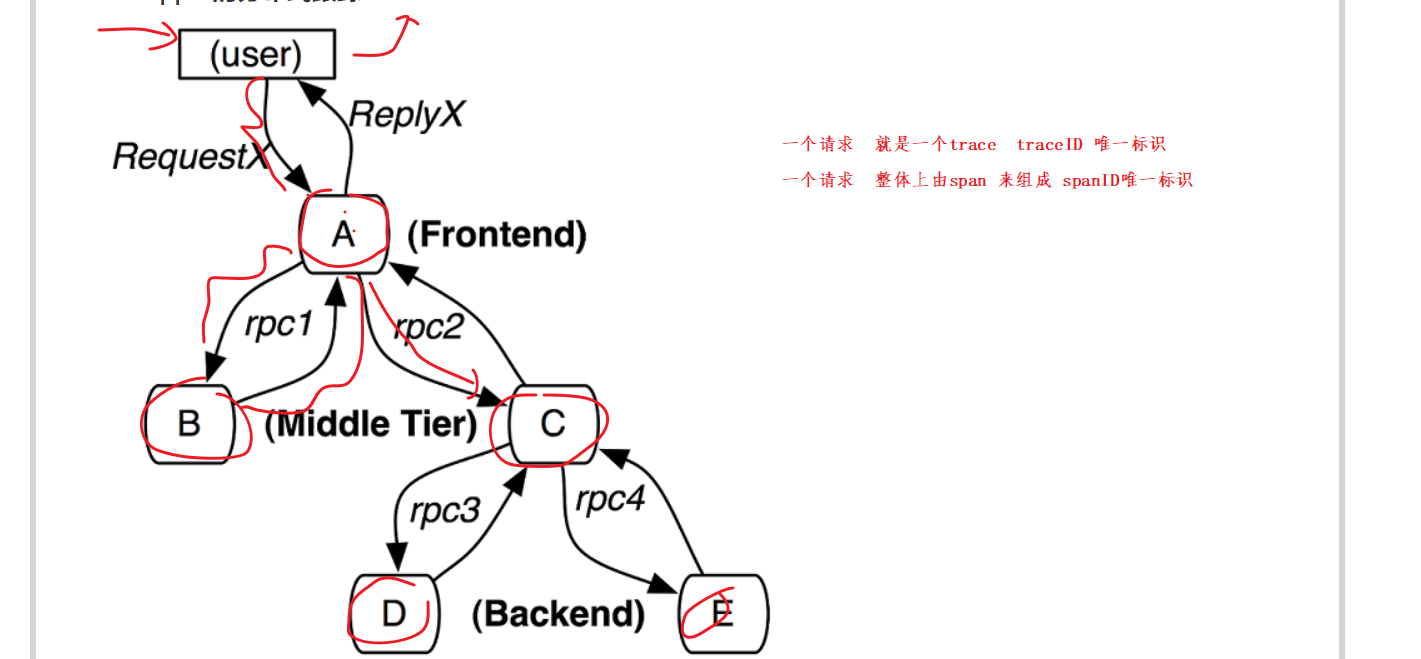 (user)
ReplyX
RequestX
一个请求 就是一个trace traceID 唯一标识
一个请求 整体上由span 来组成 spanID唯一标识
A (Frontend)
rpc1 rpc2
B (Middle Tier) C
rpc3 rpc4
D (Backend) E